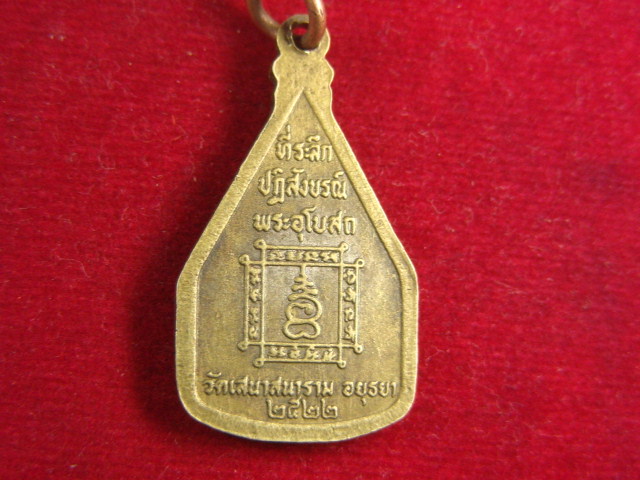 ที่ระลึก
ปฏิสังขรณ์
พระอุโบสถ
วัดเสนาสนาราม อยุธยา
๒๕๒๒